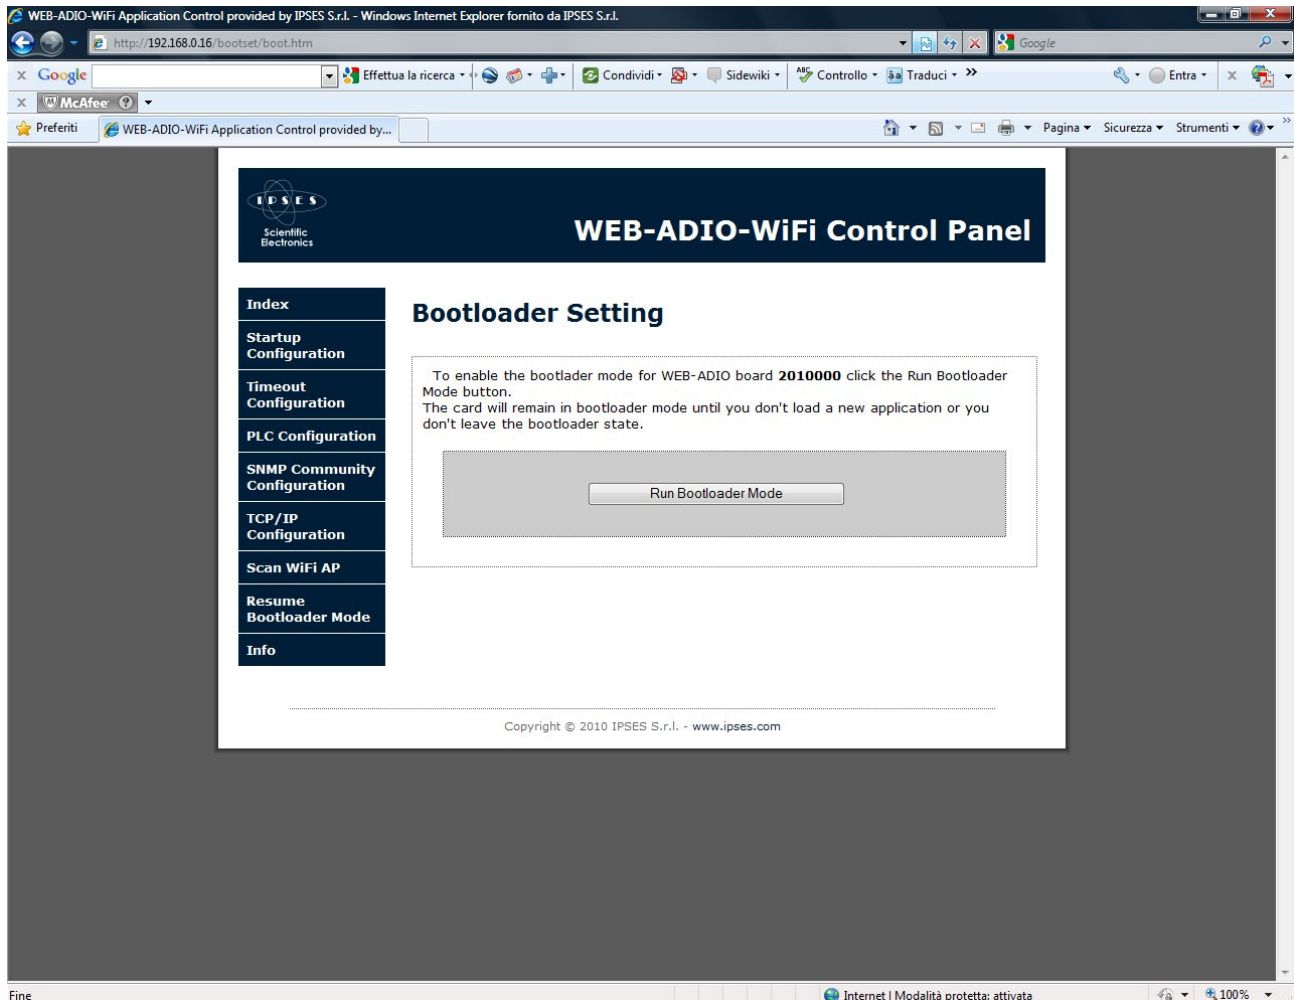 WEB-ADIO-WiFi Application Control provided by IPSES S.r.l. - Windows Internet Explorer fornito da IPSES S.r.l.
http://192.168.0.16/bootset/boot.htm
Google
x Google
Effettua la ricerca
Condividi
Sidewiki
ABC Controllo
āa Traduci
»
Entra
x
x McAfee ?
Preferiti
WEB-ADIO-WiFi Application Control provided by...
Pagina
Sicurezza
Strumenti
»
IPSES
Scientific
Electronics
WEB-ADIO-WiFi Control Panel
Index
Startup
Configuration
Timeout
Configuration
PLC Configuration
SNMP Community
Configuration
TCP/IP
Configuration
Scan WiFi AP
Resume
Bootloader Mode
Info
Bootloader Setting
To enable the bootlader mode for WEB-ADIO board 2010000 click the Run Bootloader
Mode button.
The card will remain in bootloader mode until you don't load a new application or you
don't leave the bootloader state.
Run Bootloader Mode
Copyright © 2010 IPSES S.r.l. - www.ipses.com
Fine
Internet | Modalità protetta: attivata
100%